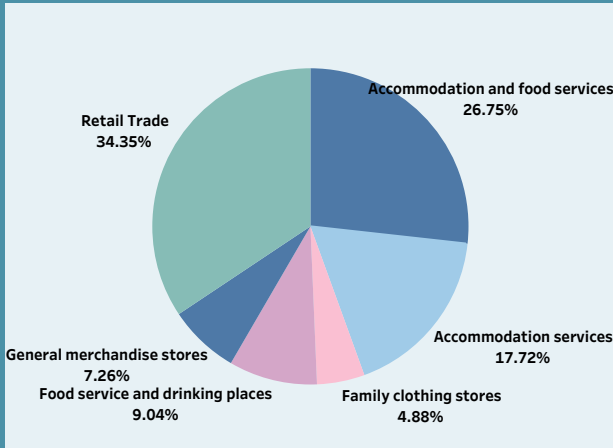 Accommodation and food services
26.75%
Retail Trade
34.35%
Accommodation services
17.72%
General merchandise stores
7.26%
Food service and drinking places
9.04%
Family clothing stores
4.88%